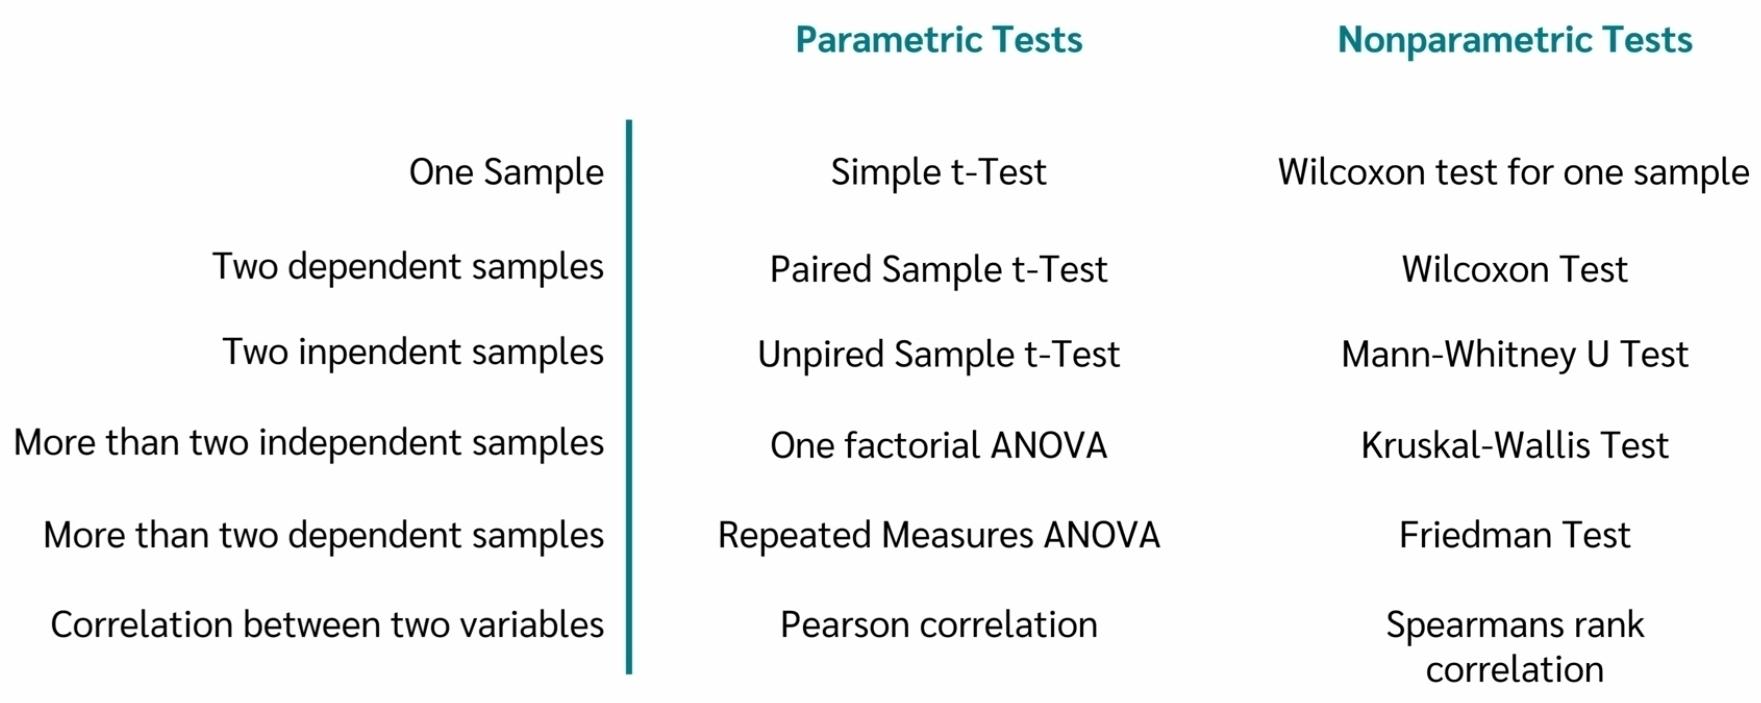 Parametric Tests Nonparametric Tests
One Sample Simple t-Test Wilcoxon test for one sample
Two dependent samples Paired Sample t-Test Wilcoxon Test
Two inpendent samples Unpired Sample t-Test Mann-Whitney U Test
More than two independent samples One factorial ANOVA Kruskal-Wallis Test
More than two dependent samples Repeated Measures ANOVA Friedman Test
Correlation between two variables Pearson correlation Spearmans rank
correlation